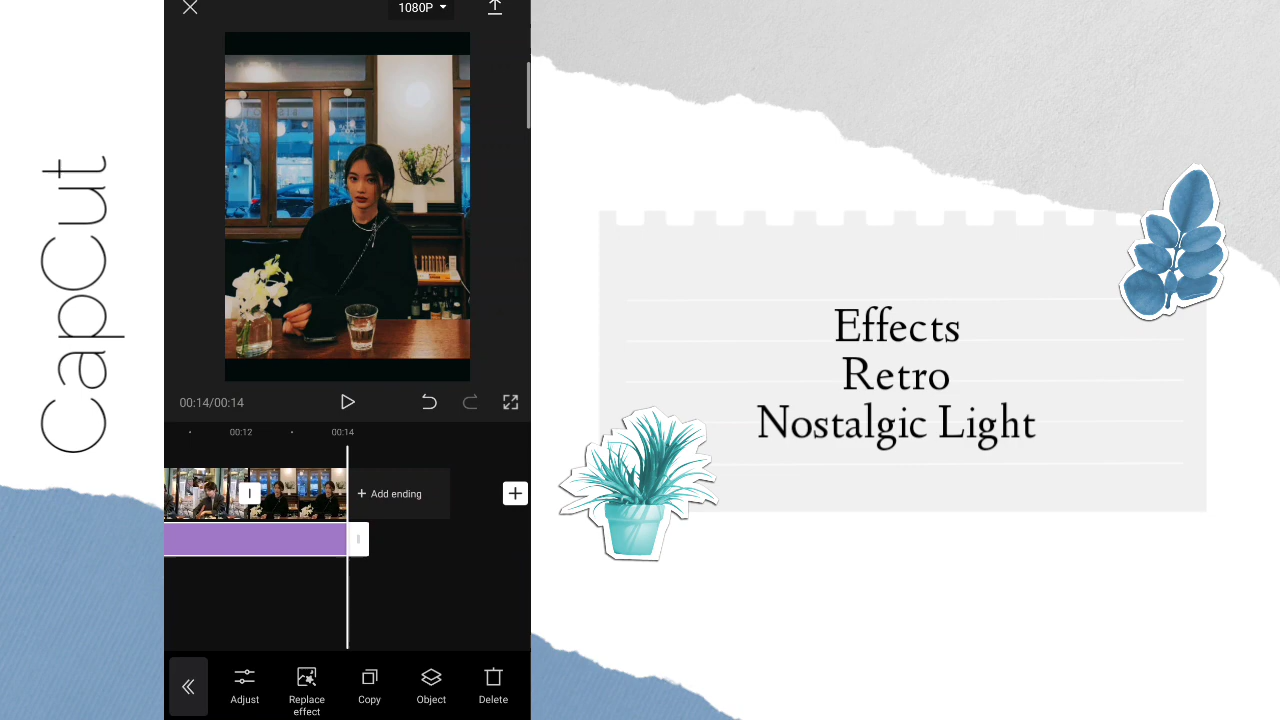 CapCut
1080P
00:14/00:14
00:12
00:14
+ Add ending
Adjust
Replace
effect
Copy
Object
Delete
Effects
Retro
Nostalgic Light